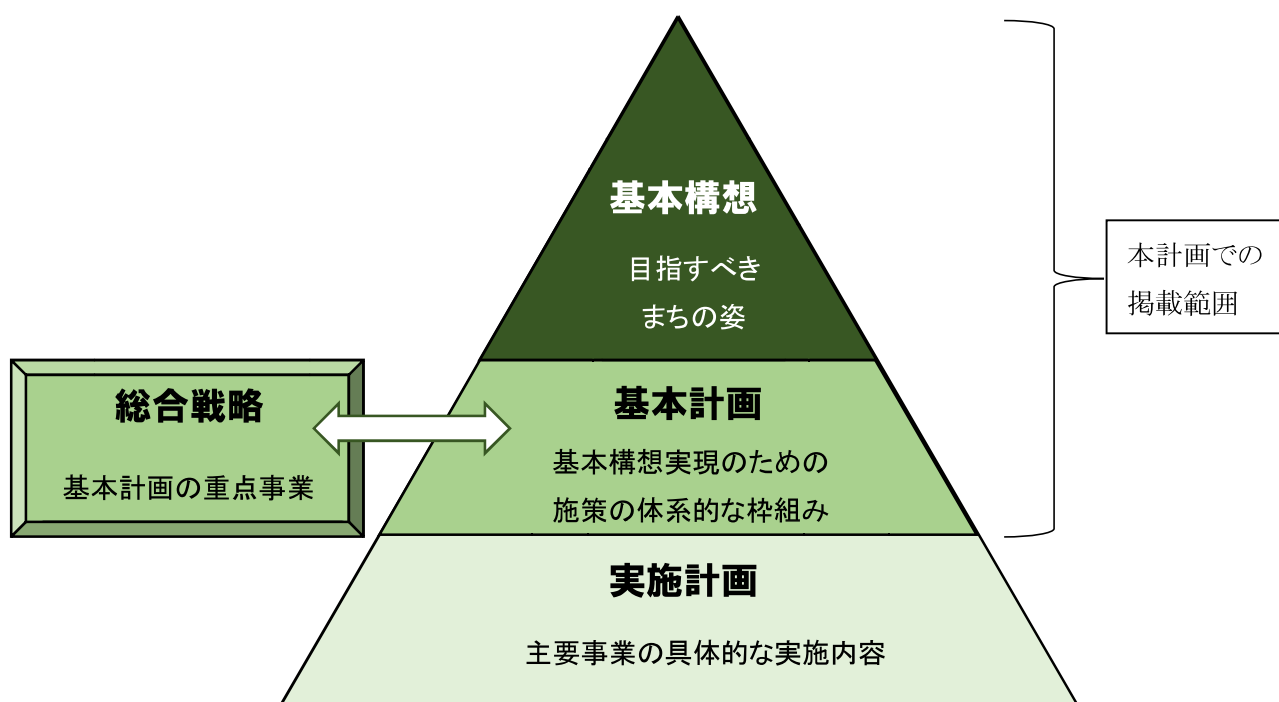 基本構想
目指すべき
まちの姿
本計画での
掲載範囲
総合戦略
基本計画の重点事業
基本計画
基本構想実現のための
施策の体系的な枠組み
実施計画
主要事業の具体的な実施内容